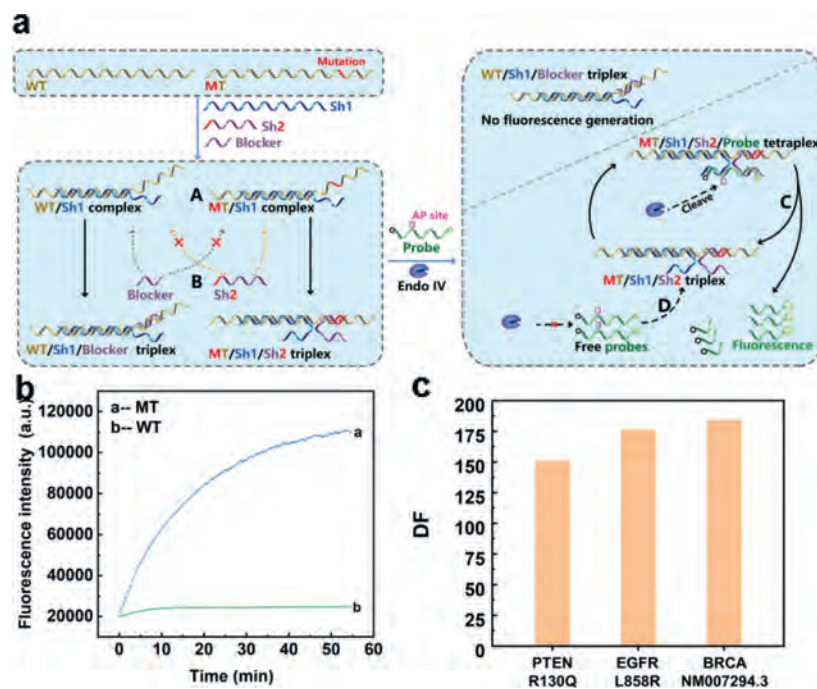 a
Mutation
WT
MT
Sh1
Sh2
Blocker
WT/Sh1 complex
A
MT/Sh1 complex
Blocker
B
Sh2
WT/Sh1/Blocker triplex
MT/Sh1/Sh2 triplex
AP site
Probe
Endo IV
WT/Sh1/Blocker triplex
No fluorescence generation
MT/Sh1/Sh2/Probe tetraplex
Cleave
C
MT/Sh1/Sh2 triplex
D
Free probes
Fluorescence
b
Fluorescence intensity (a.u.)
120000
100000
80000
60000
40000
20000
a-- MT
b-- WT
a
b
0 10 20 30 40 50 60
Time (min)
c
DF
200
175
150
125
100
75
50
25
0
PTEN EGFR BRCA
R130Q L858R NM007294.3